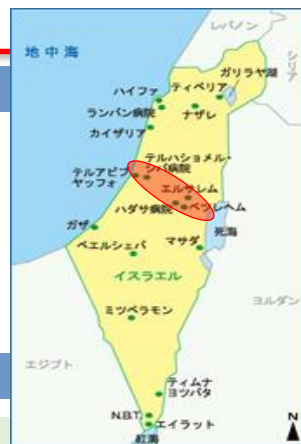 レバノン
地中海
シリア
ガリラヤ湖
ティベリア
ハイファ
ランバン病院
ナザレ
カイザリア
テルハショメル・
シバ病院
テルアビブ
ヤッフォ
エルサレム
ハダサ病院
ベツレヘム
ガザ
死海
マサダ
ベエルシェバ
イスラエル
ヨルダン
ミツペラモン
エジプト
ティムナ
ヨツバタ
N.B.T.
エイラット
紅海
N